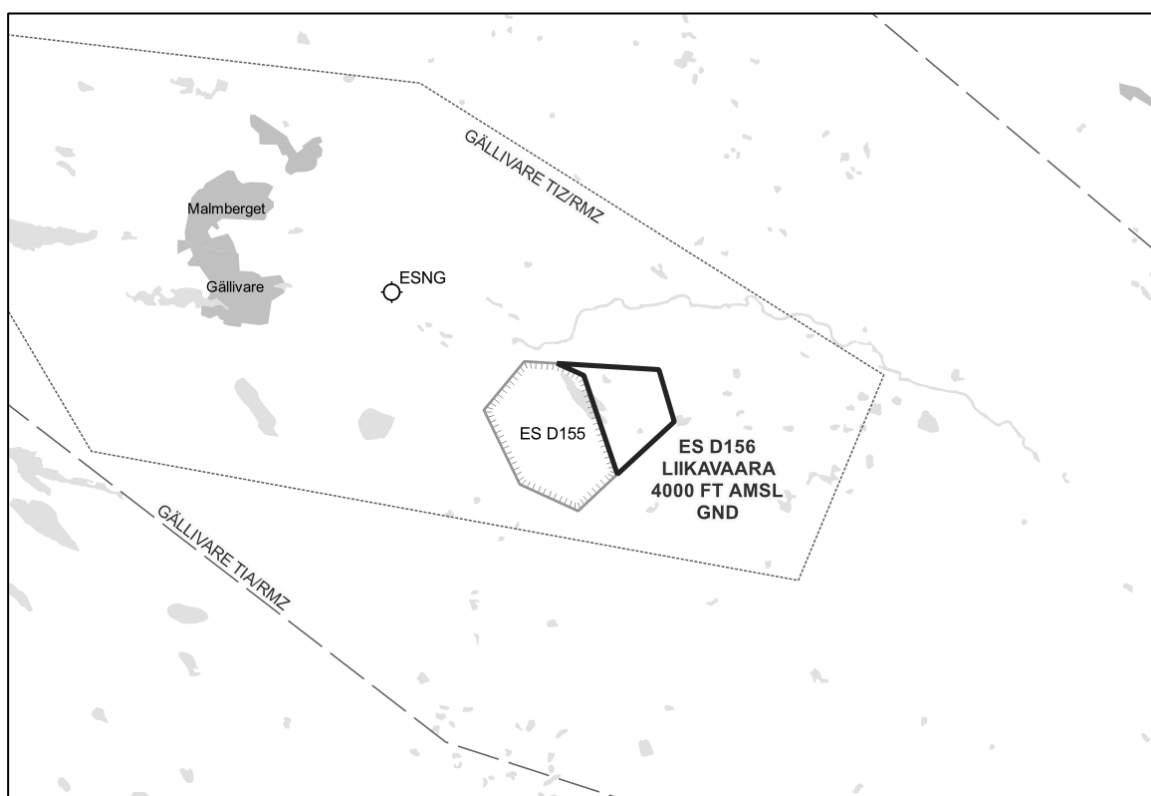 GÄLLIVARE TIZ/RMZ
Malmberget
ESNG
Gällivare
ES D155
ES D156
LIIKAVAARA
4000 FT AMSL
GND
GÄLLIVARE TIA/RMZ